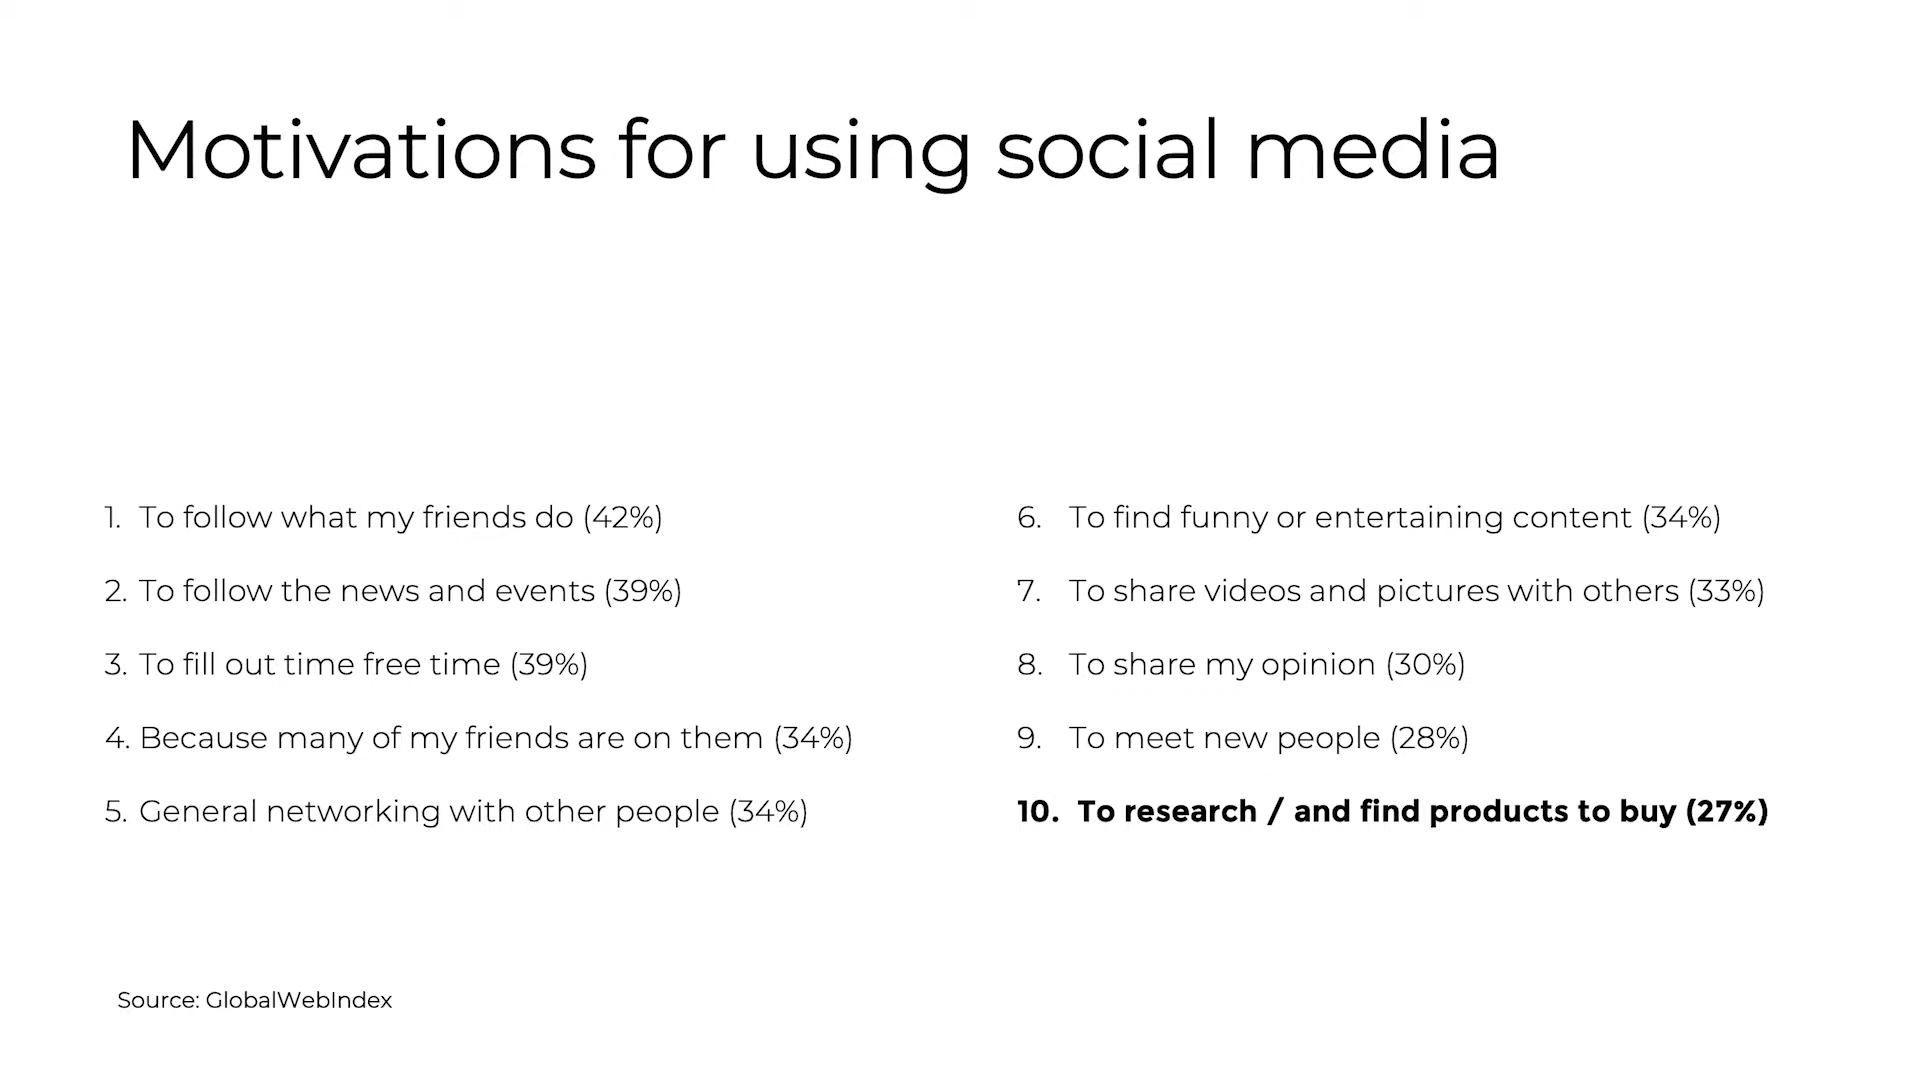 Motivations for using social media
1. To follow what my friends do (42%)
2. To follow the news and events (39%)
3. To fill out time free time (39%)
4. Because many of my friends are on them (34%)
5. General networking with other people (34%)
6. To find funny or entertaining content (34%)
7. To share videos and pictures with others (33%)
8. To share my opinion (30%)
9. To meet new people (28%)
10. To research / and find products to buy (27%)
Source: GlobalWebIndex